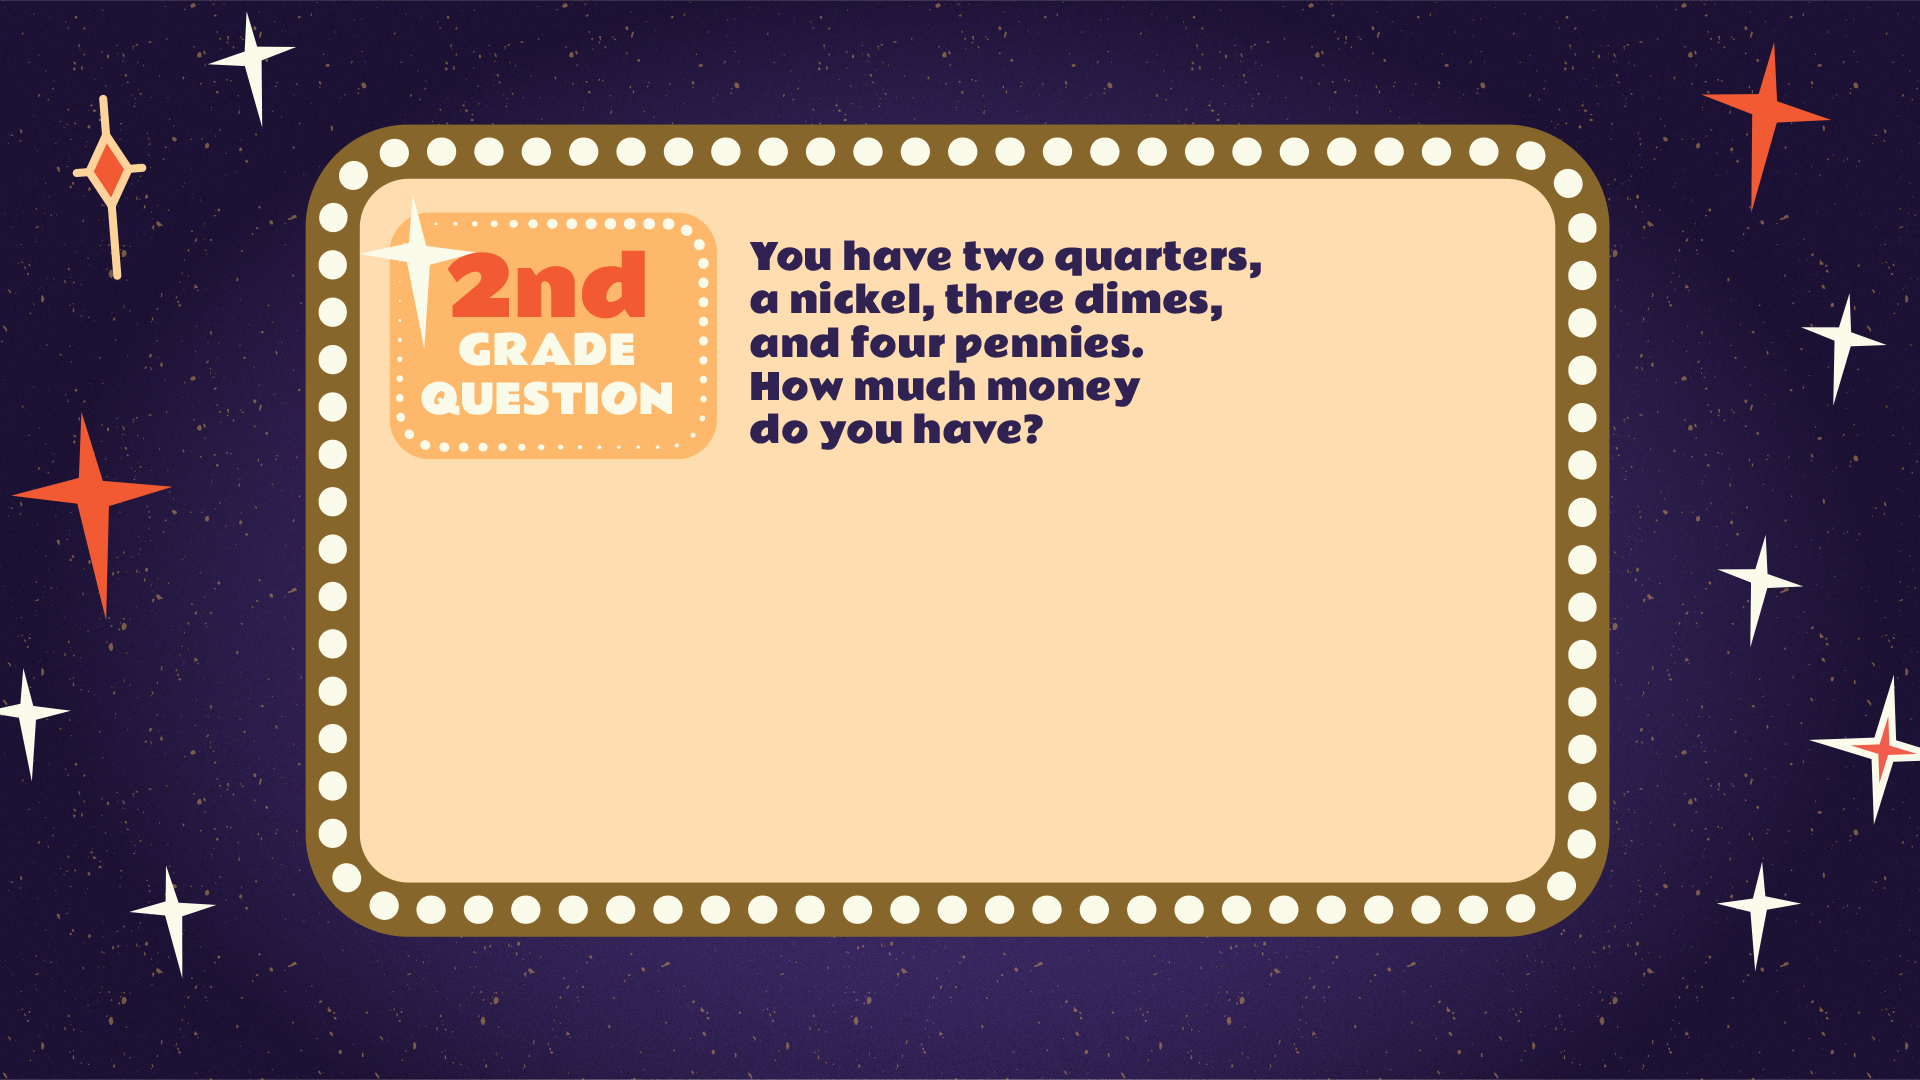 2nd
GRADE
QUESTION
You have two quarters,
a nickel, three dimes,
and four pennies.
How much money
do you have?